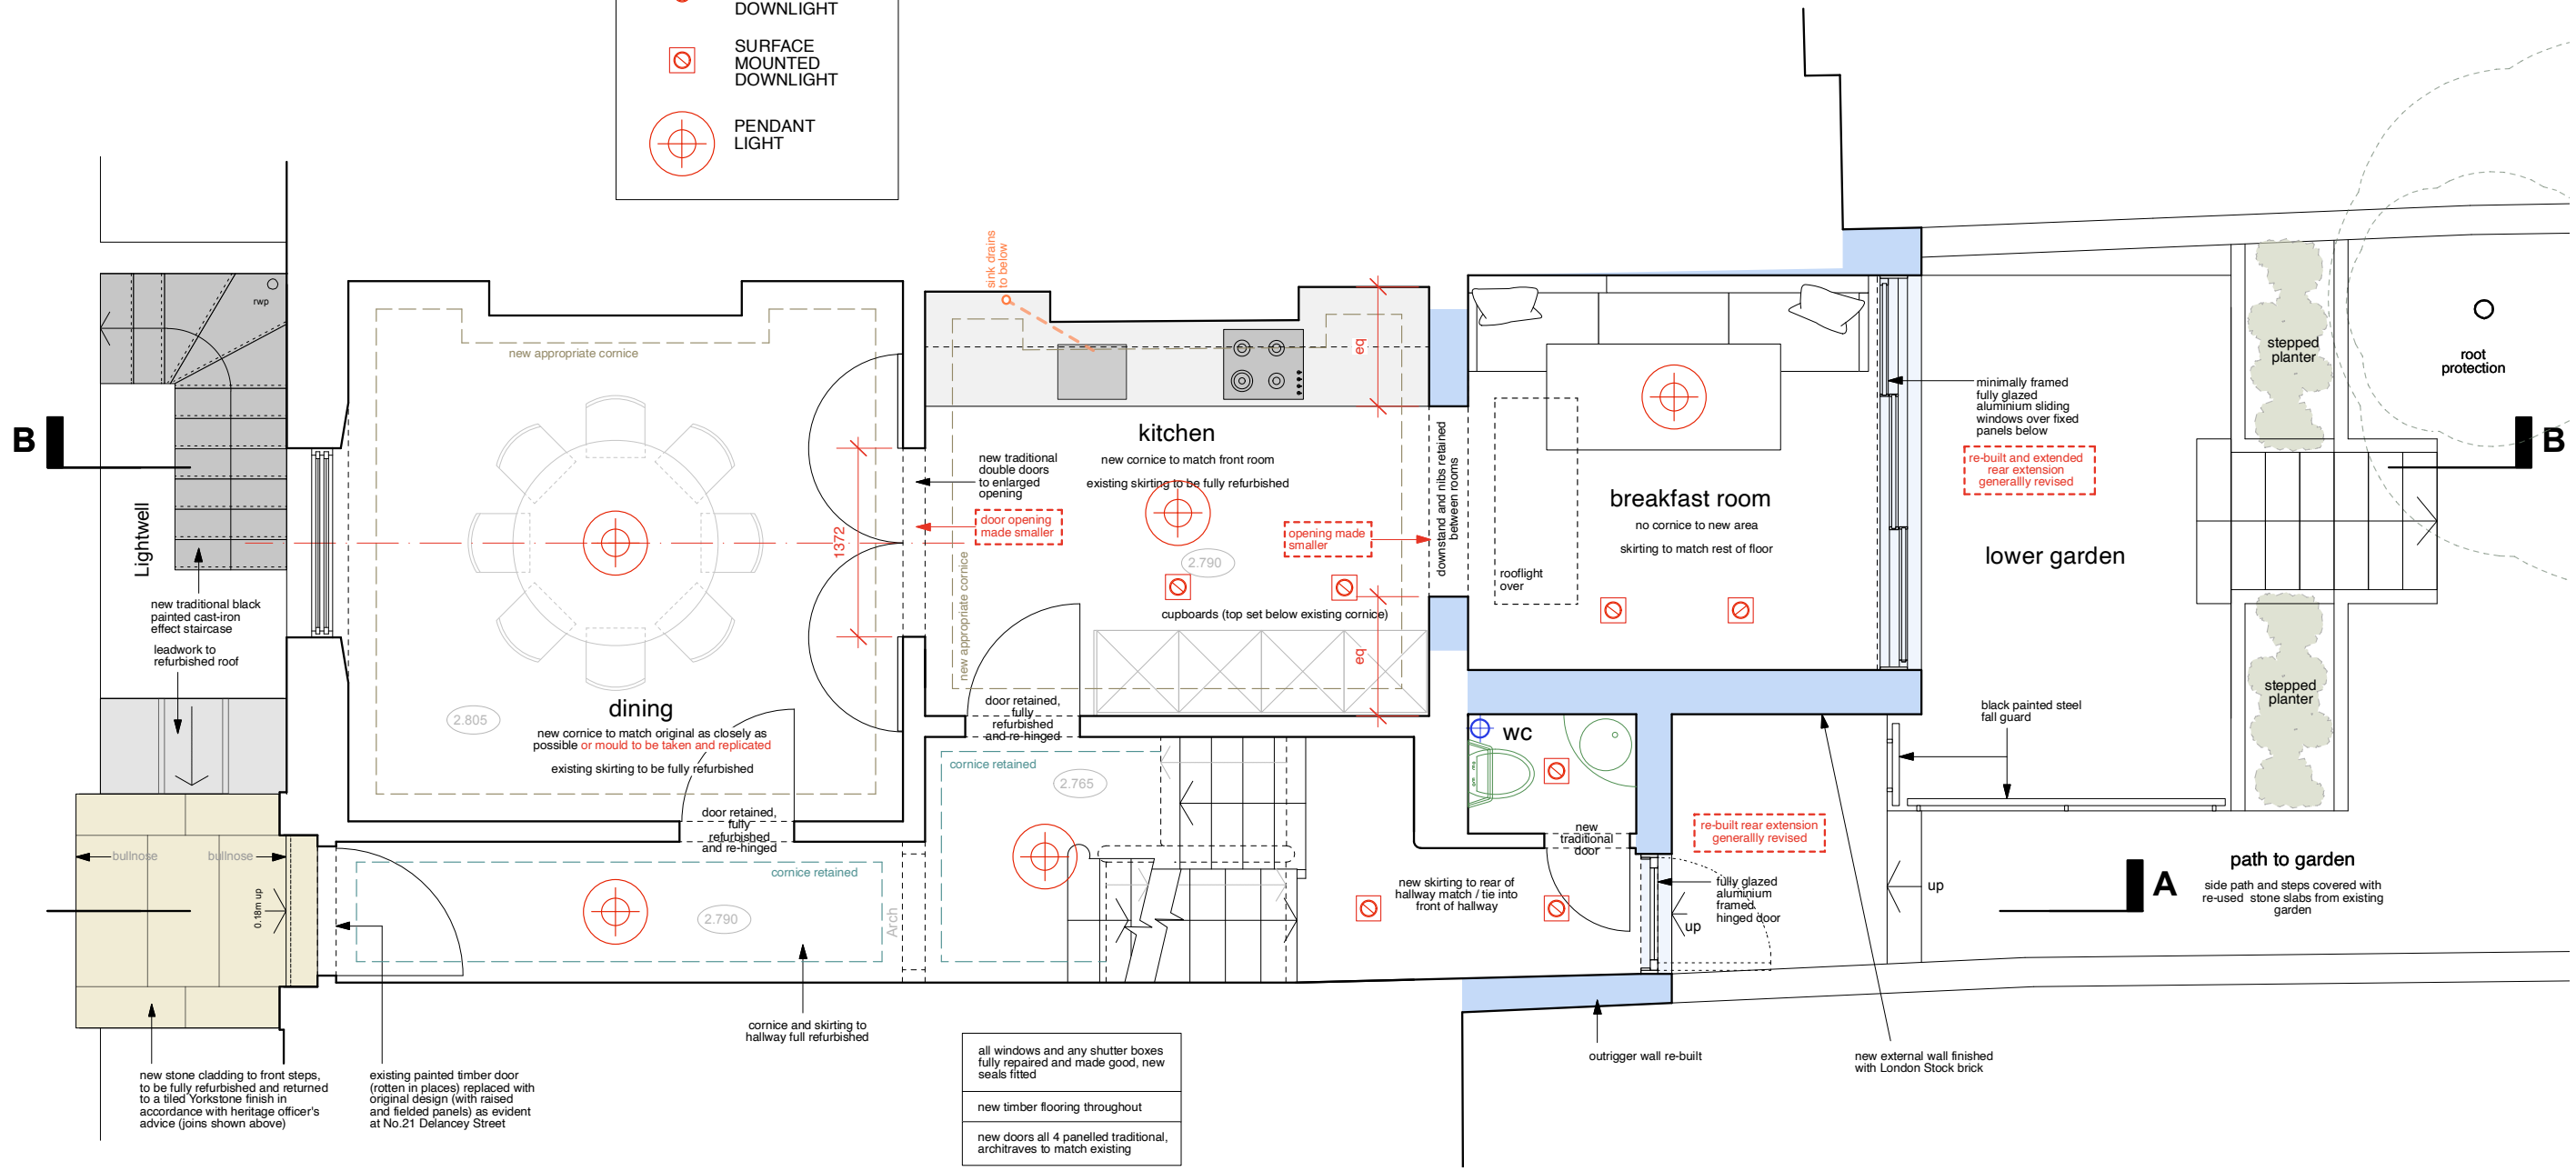 DOWNLIGHT
SURFACE
MOUNTED
DOWNLIGHT
PENDANT
LIGHT
rwp
sink drains
to below
new appropriate cornice
eq
stepped
planter
root
protection
minimally framed
fully glazed
aluminium sliding
windows over fixed
panels below
B
B
kitchen
new cornice to match front room
existing skirting to be fully refurbished
new traditional
double doors
to enlarged
opening
door opening
made smaller
opening made
smaller
downstand and nibs retained
between rooms
re-built and extended
rear extension
generallly revised
breakfast room
no cornice to new area
skirting to match rest of floor
rooflight
over
lower garden
Lightwell
1372
2.790
new appropriate cornice
cupboards (top set below existing cornice)
eq
new traditional black
painted cast-iron
effect staircase
leadwork to
refurbished roof
2.805
dining
new cornice to match original as closely as
possible or mould to be taken and replicated
existing skirting to be fully refurbished
door retained,
fully
refurbished
and re-hinged
door retained,
fully
refurbished
and re-hinged
cornice retained
2.765
wc
black painted steel
fall guard
stepped
planter
new
traditional
door
re-built rear extension
generallly revised
bullnose
bullnose
cornice retained
0.18m up
2.790
Arch
new skirting to rear of
hallway match / tie into
front of hallway
fully glazed
aluminium
framed
hinged door
up
up
A
path to garden
side path and steps covered with
re-used stone slabs from existing
garden
cornice and skirting to
hallway full refurbished
new stone cladding to front steps,
to be fully refurbished and returned
to a tiled Yorkstone finish in
accordance with heritage officer's
advice (joins shown above)
existing painted timber door
(rotten in places) replaced with
original design (with raised
and fielded panels) as evident
at No.21 Delancey Street
all windows and any shutter boxes
fully repaired and made good, new
seals fitted
new timber flooring throughout
new doors all 4 panelled traditional,
architraves to match existing
outrigger wall re-built
new external wall finished
with London Stock brick